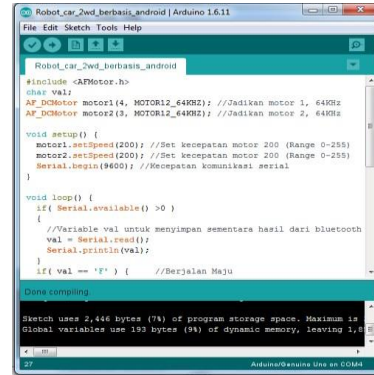 Robot_car_2wd_berbasis_android | Arduino 1.6.11
File Edit Sketch Tools Help
Robot_car_2wd_berbasis_android
#include <AFMotor.h>
char val;
AF_DCMotor motor1(4, MOTOR12_64KHZ); //Jadikan motor 1, 64KHz
AF_DCMotor motor2(3, MOTOR12_64KHZ); //Jadikan motor 2, 64KHz
void setup() {
motor1.setSpeed(200); //Set kecepatan motor 200 (Range 0-255)
motor2.setSpeed(200); //Set kecepatan motor 200 (Range 0-255)
Serial.begin(9600); //Kecepatan komunikasi serial
}
void loop() {
if( Serial.available() >0 )
{
//Variable val untuk menyimpan sementara hasil dari bluetooth
val = Serial.read();
Serial.println(val);
}
if( val == 'F' ) { //Berjalan Maju
Done compiling.
Sketch uses 2,446 bytes (7%) of program storage space. Maximum is
Global variables use 193 bytes (9%) of dynamic memory, leaving 1,8
27
Arduino/Genuino Uno on COM4